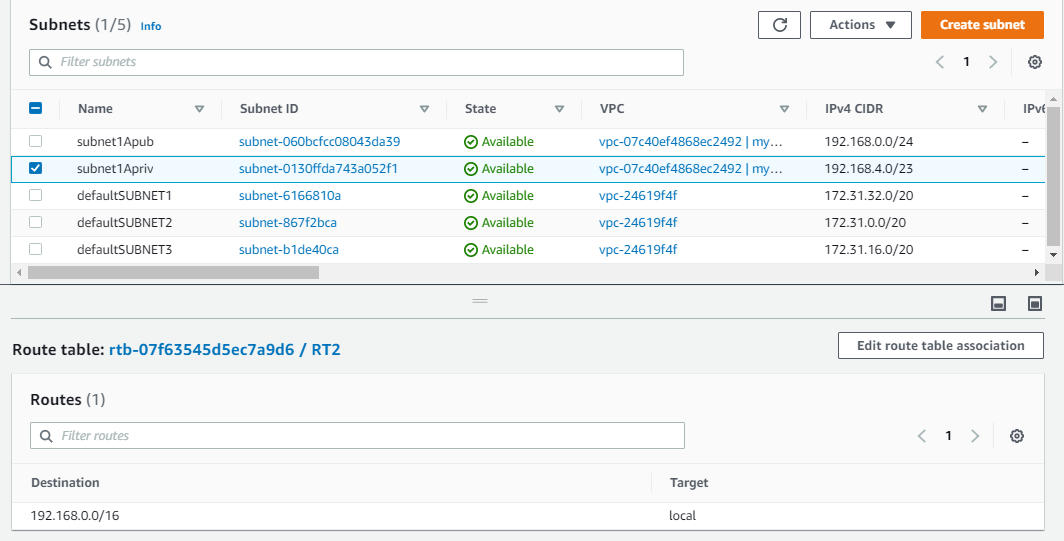 Subnets (1/5) Info
Actions
Create subnet
Filter subnets
1
Name Subnet ID State VPC IPv4 CIDR IPv6
subnet1Apub subnet-060bcfcc08043da39 Available vpc-07c40ef4868ec2492 | my... 192.168.0.0/24 –
subnet1Apriv subnet-0130ffda743a052f1 Available vpc-07c40ef4868ec2492 | my... 192.168.4.0/23 –
defaultSUBNET1 subnet-6166810a Available vpc-24619f4f 172.31.32.0/20 –
defaultSUBNET2 subnet-867f2bca Available vpc-24619f4f 172.31.0.0/20 –
defaultSUBNET3 subnet-b1de40ca Available vpc-24619f4f 172.31.16.0/20 –
Route table: rtb-07f63545d5ec7a9d6 / RT2
Edit route table association
Routes (1)
Filter routes
1
Destination Target
192.168.0.0/16 local